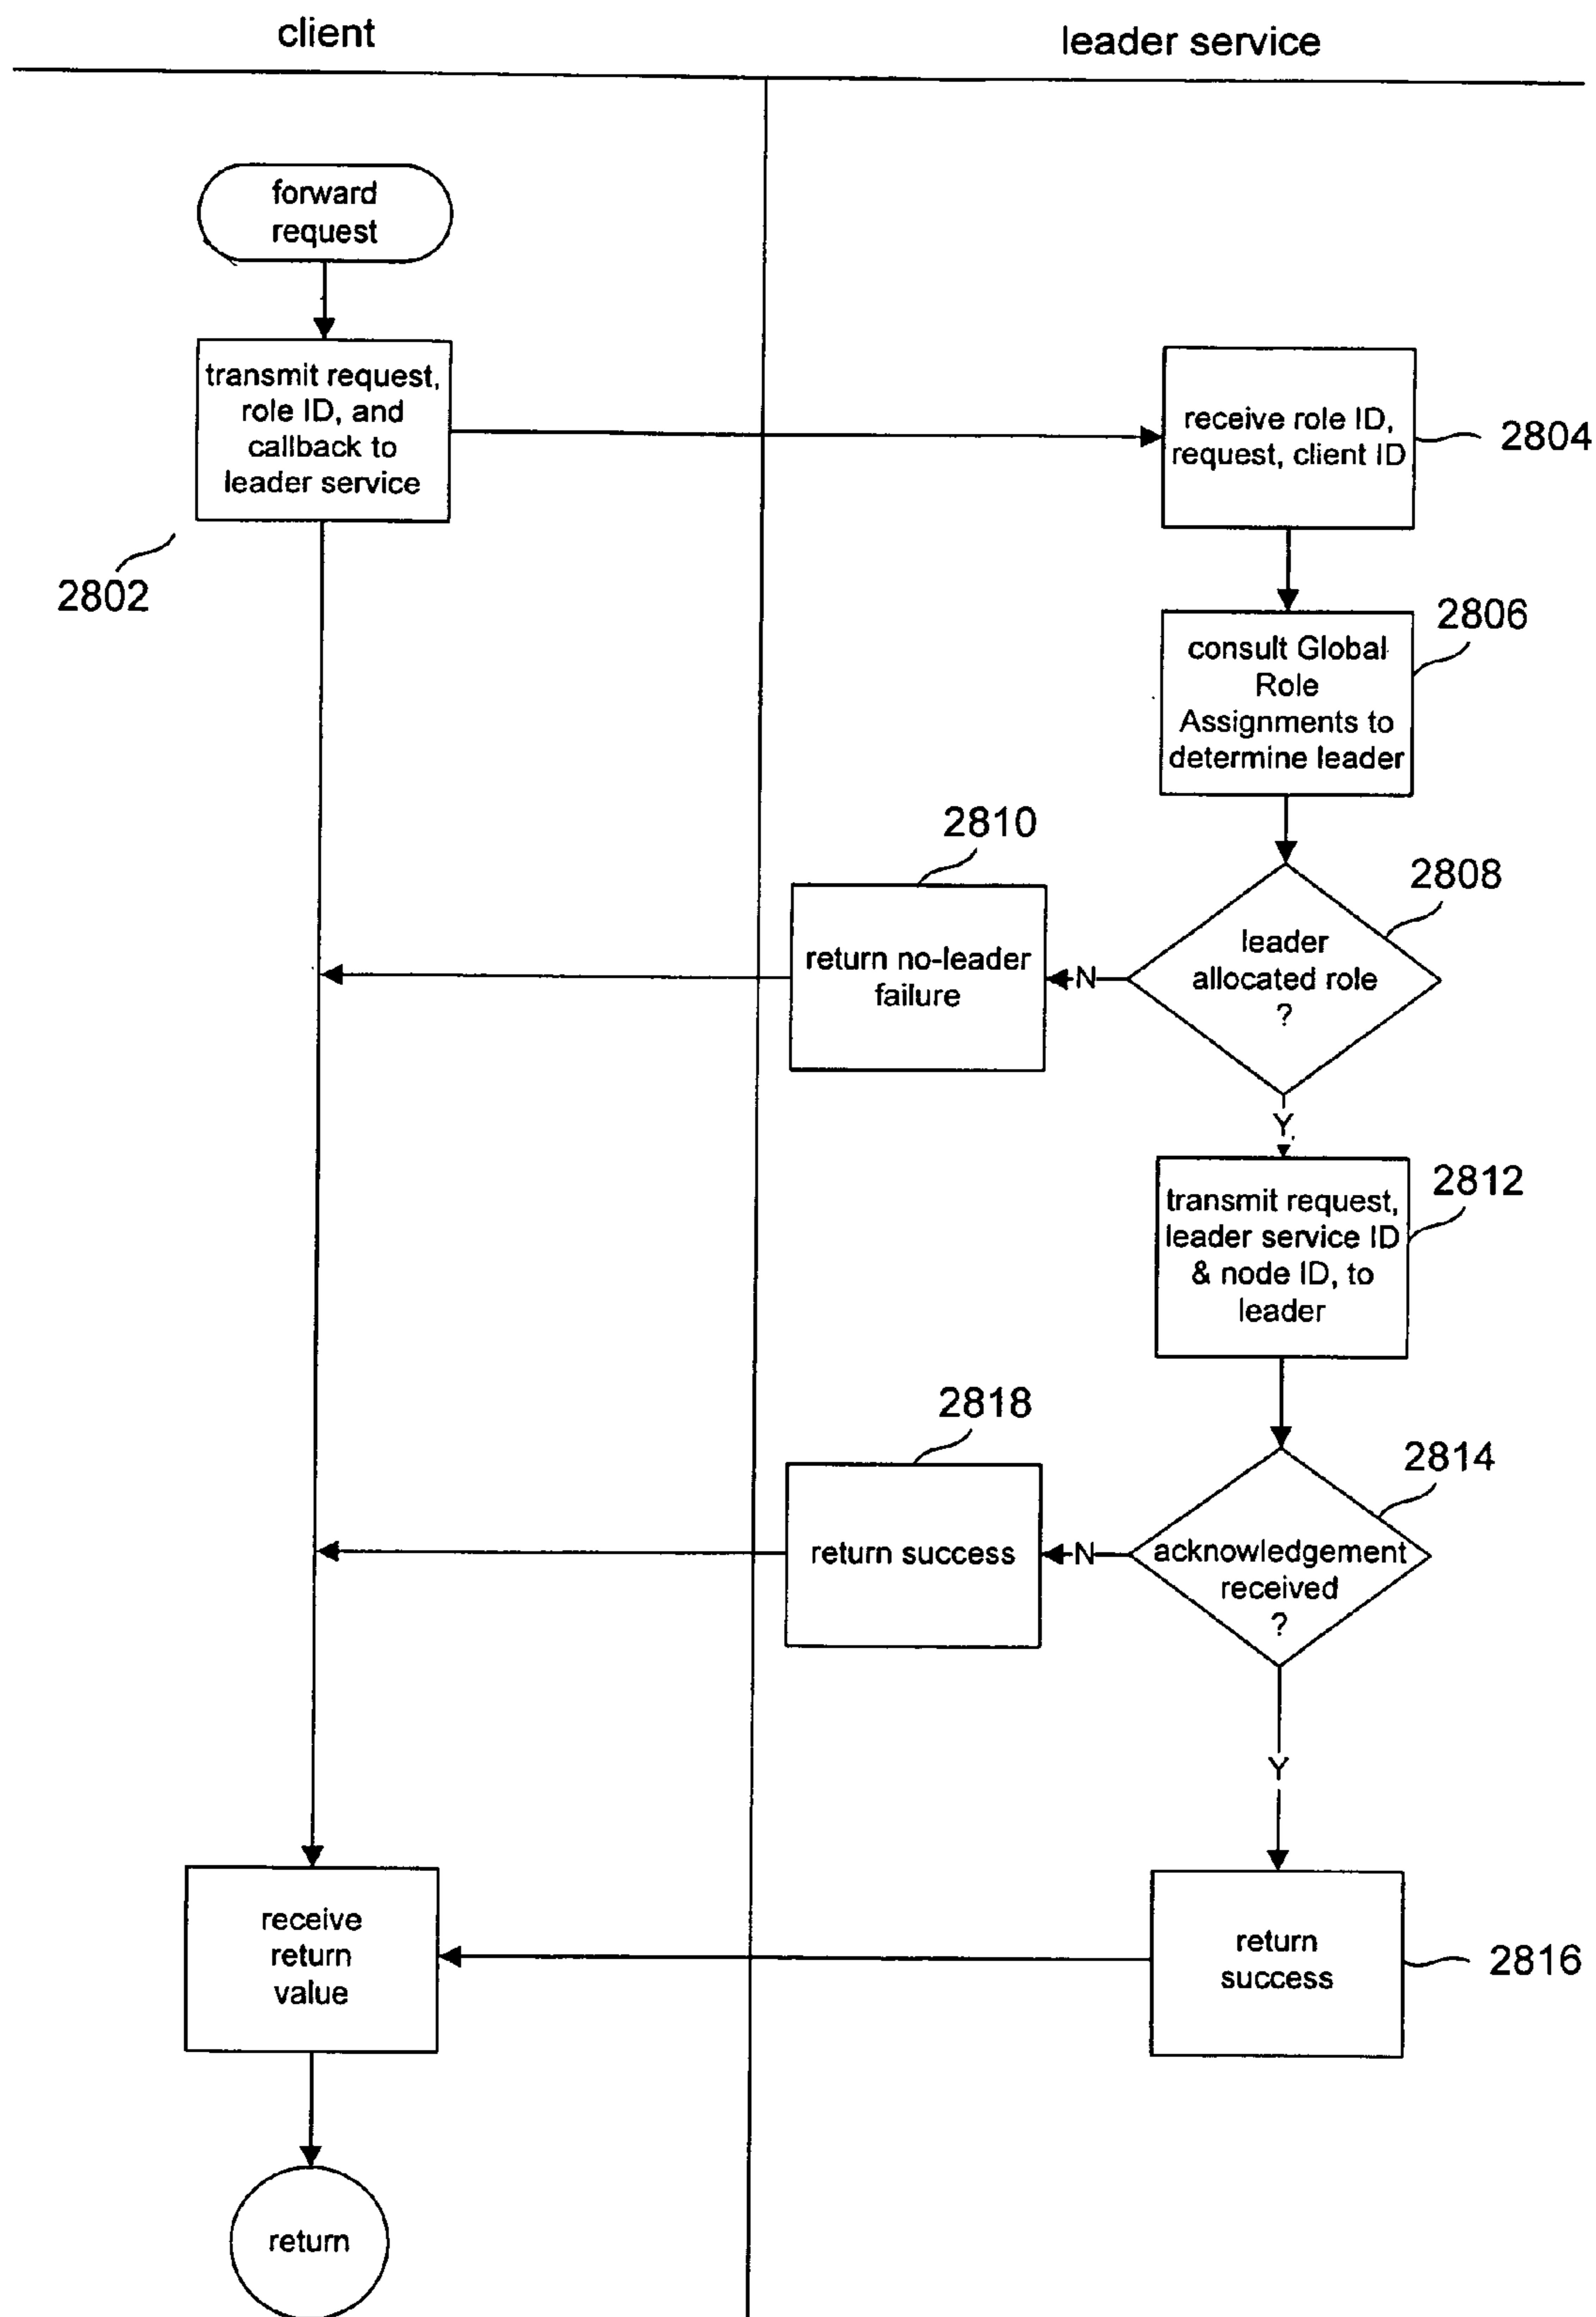 client
leader service
forward
request
transmit request,
role ID, and
callback to
leader service
2802
receive role ID,
request, client ID
2804
2806
consult Global
Role
Assignments to
determine leader
2810
2808
return no-leader
failure
N
leader
allocated role
?
Y
2812
transmit request,
leader service ID
& node ID, to
leader
2818
2814
return success
N
acknowledgement
received
?
Y
receive
return
value
return
success
2816
return